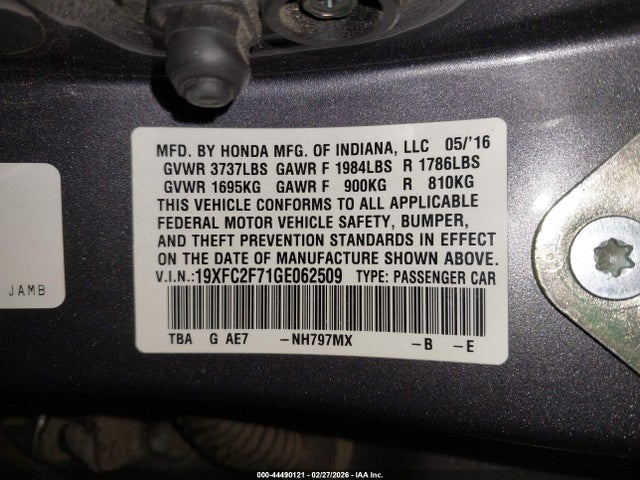 MFD. BY HONDA MFG. OF INDIANA, LLC 05/'16
GVWR 3737LBS GAWR F 1984LBS R 1786LBS
GVWR 1695KG GAWR F 900KG R 810KG
THIS VEHICLE CONFORMS TO ALL APPLICABLE
FEDERAL MOTOR VEHICLE SAFETY, BUMPER,
AND THEFT PREVENTION STANDARDS IN EFFECT
ON THE DATE OF MANUFACTURE SHOWN ABOVE.
V.I.N.:19XFC2F71GE062509 TYPE: PASSENGER CAR
JAMB
TBA G AE7 -NH797MX -B -E
000-44490121 - 02/27/2026 - IAA Inc.